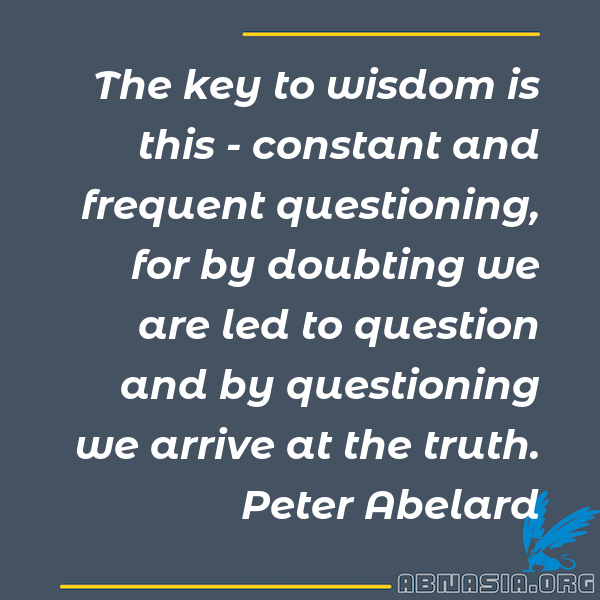 The key to wisdom is
this - constant and
frequent questioning,
for by doubting we
are led to question
and by questioning
we arrive at the truth.
Peter Abelard
ABNASIA.ORG